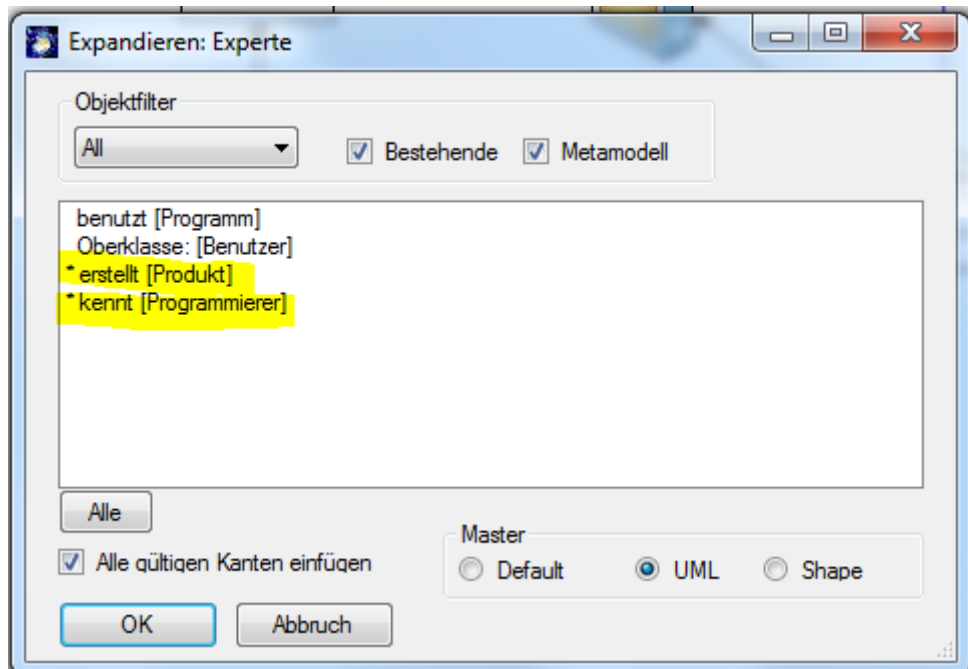 Expandieren: Experte
Objektfilter
All
Bestehende
Metamodell
benutzt [Programm]
Oberklasse: [Benutzer]
* erstellt [Produkt]
* kennt [Programmierer]
Alle
Alle gültigen Kanten einfügen
Master
Default
UML
Shape
OK
Abbruch